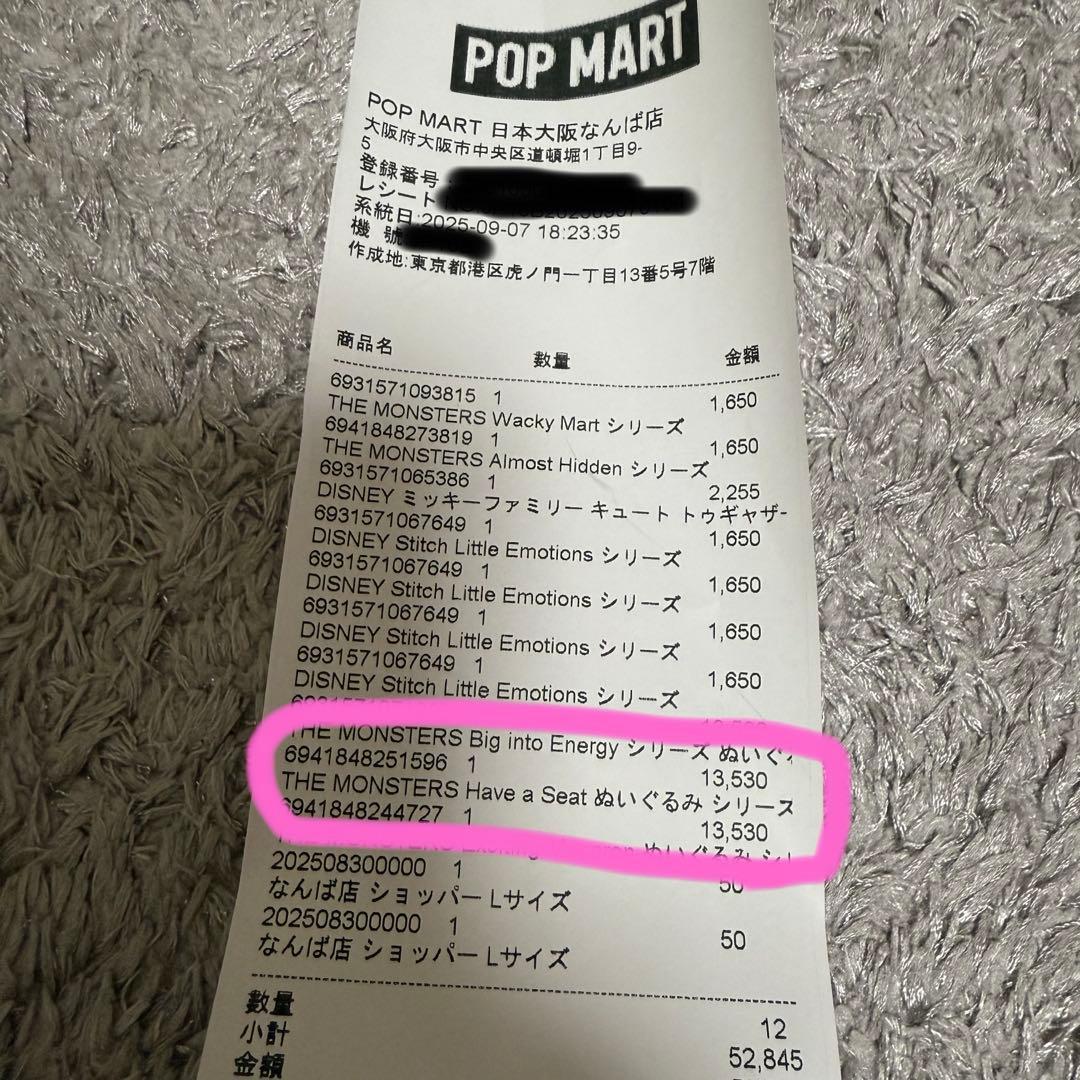 POP MART
POP MART 日本大阪なんば店
大阪府大阪市中央区道頓堀1丁目9-
5
登録番号
レシート
系統日:2025-09-07 18:23:35
機 號
作成地:東京都港区虎ノ門一丁目13番5号7階
商品名 数量 金額
6931571093815 1 1,650
THE MONSTERS Wacky Mart シリーズ
6941848273819 1 1,650
THE MONSTERS Almost Hidden シリーズ
6931571065386 1 2,255
DISNEY ミッキーファミリー キュート トゥギャザー
6931571067649 1 1,650
DISNEY Stitch Little Emotions シリーズ
6931571067649 1 1,650
DISNEY Stitch Little Emotions シリーズ
6931571067649 1 1,650
DISNEY Stitch Little Emotions シリーズ
6931571067649 1 1,650
DISNEY Stitch Little Emotions シリーズ
THE MONSTERS Big into Energy シリーズ ぬいぐ
6941848251596 1 13,530
THE MONSTERS Have a Seat ぬいぐるみ シリーズ
6941848244727 1 13,530
ぬいぐるみ シリ
202508300000 1 50
なんば店 ショッパー Lサイズ
202508300000 1 50
なんば店 ショッパー Lサイズ
數量 12
小計 52,845
金額